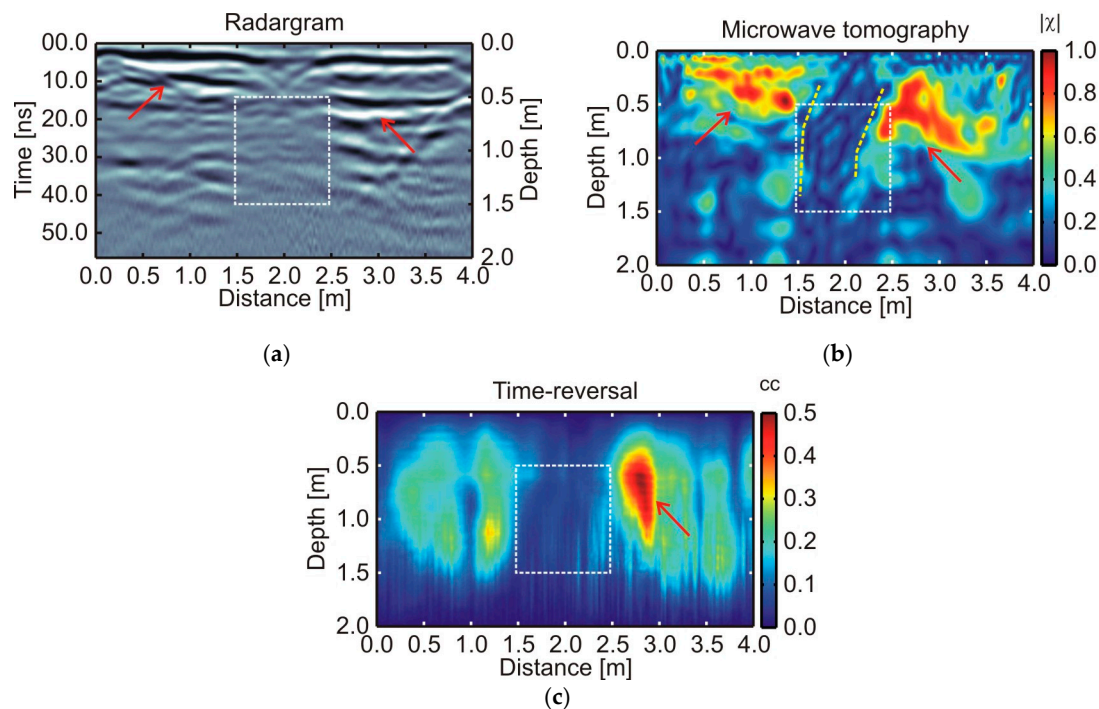 Radargram
00.0
10.0
20.0
30.0
40.0
50.0
Time [ns]
0.0
0.5
1.0
1.5
2.0
Depth [m]
0.0 0.5 1.0 1.5 2.0 2.5 3.0 3.5 4.0
Distance [m]
(a)
Microwave tomography
|χ|
0.0
0.5
1.0
1.5
2.0
Depth [m]
1.0
0.8
0.6
0.4
0.2
0.0
0.0 0.5 1.0 1.5 2.0 2.5 3.0 3.5 4.0
Distance [m]
(b)
Time-reversal
cc
0.0
0.5
1.0
1.5
2.0
Depth [m]
0.5
0.4
0.3
0.2
0.1
0.0
0.0 0.5 1.0 1.5 2.0 2.5 3.0 3.5 4.0
Distance [m]
(c)